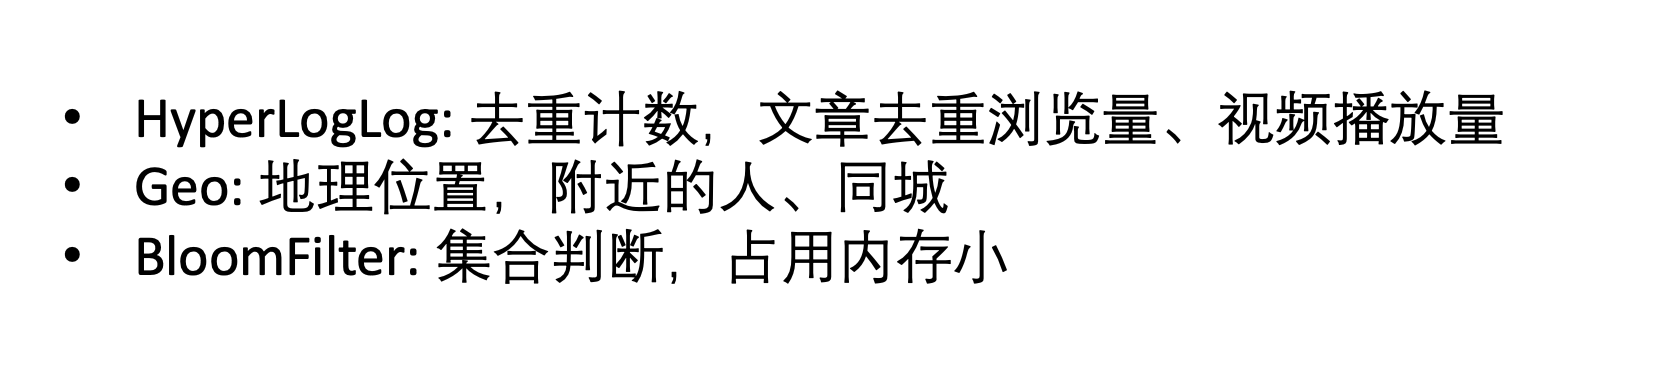 • HyperLogLog: 去重计数，文章去重浏览量、视频播放量
• Geo: 地理位置，附近的人、同城
• BloomFilter: 集合判断，占用内存小